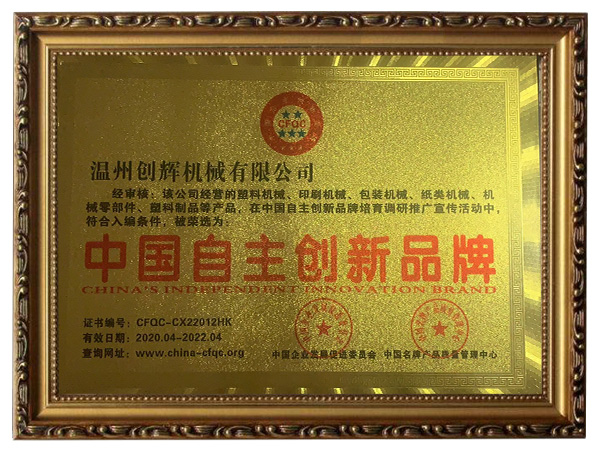 CFQC
温州创辉机械有限公司
经审核：该公司经营的塑料机械、印刷机械、包装机械、纸类机械、机
械零部件、塑料制品等产品，在中国自主创新品牌培育调研推广宣传活动中，
符合入编条件，被荣选为：
中国自主创新品牌
CHINA'S INDEPENDENT INNOVATION BRAND
证书编号：CFQC-CX22012HK
有效日期：2020.04-2022.04
查询网址：www.china-cfqc.org
中国企业发展促进委员会 中国名牌产品质量管理中心